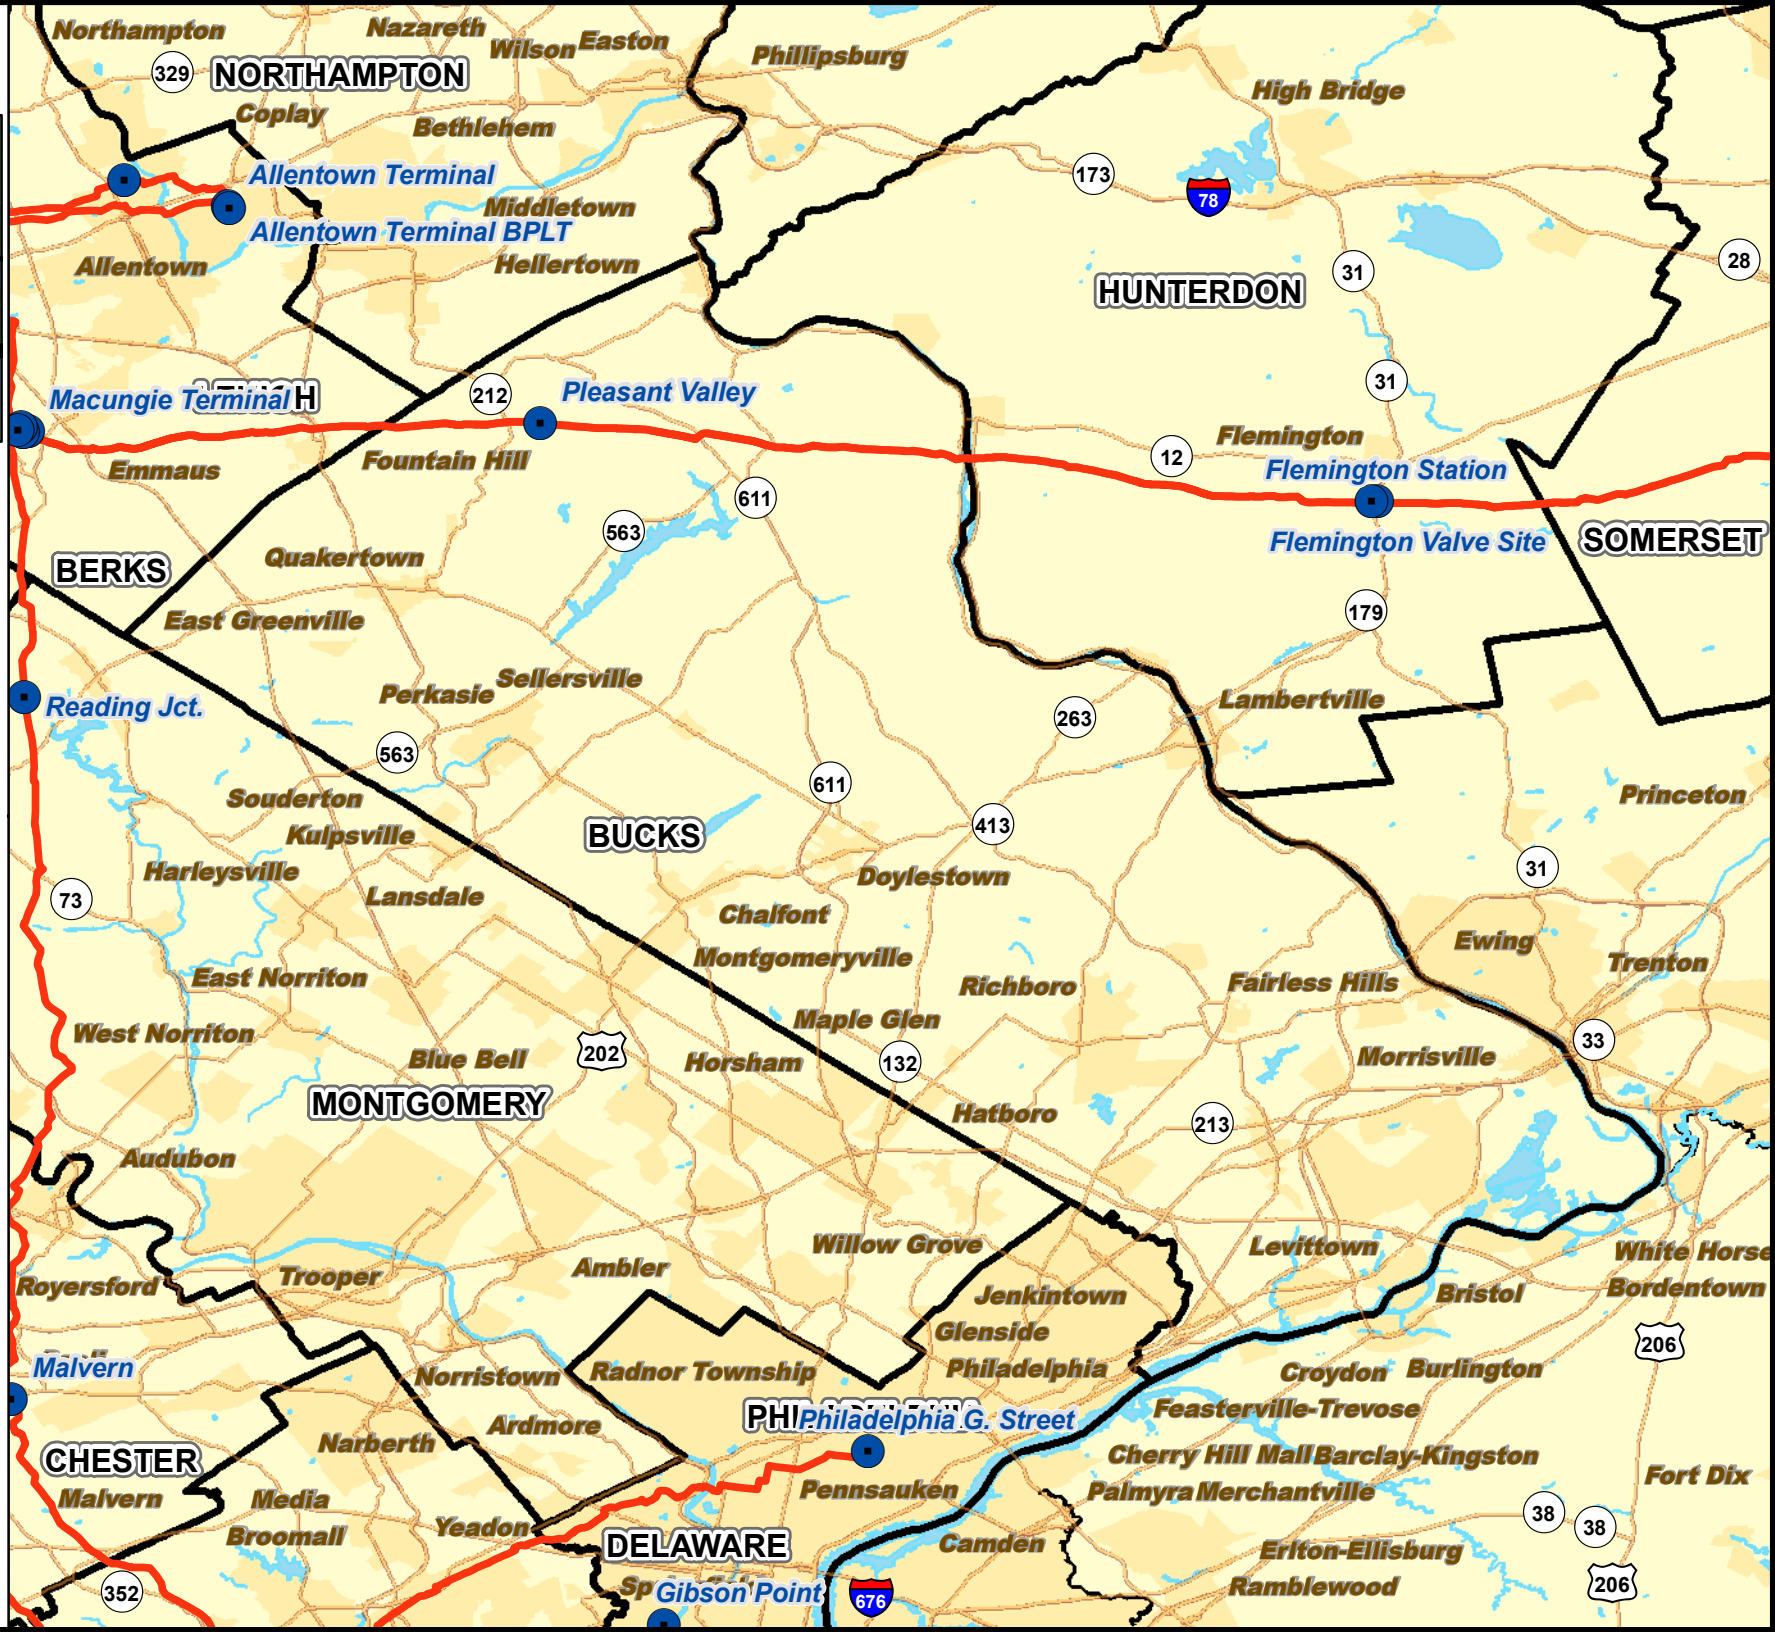 Northampton
Nazareth
Wilson
Easton
Phillipsburg
329
NORTHAMPTON
High Bridge
Coplay
Bethlehem
Allentown Terminal
173
78
Middletown
Allentown Terminal BPLT
Allentown
Hellertown
28
31
HUNTERDON
31
Macungie Terminal
H
212
Pleasant Valley
Flemington
12
Emmaus
Fountain Hill
Flemington Station
611
563
Flemington Valve Site
SOMERSET
Quakertown
BERKS
179
East Greenville
Sellersville
Perkasie
Lambertville
Reading Jct.
263
563
611
Princeton
Souderton
413
Kulpsville
BUCKS
31
Harleysville
Doylestown
73
Lansdale
Chalfont
Ewing
Montgomeryville
Trenton
East Norriton
Richboro
Fairless Hills
Maple Glen
West Norriton
33
202
Blue Bell
Horsham
132
Morrisville
MONTGOMERY
Hatboro
213
Audubon
Willow Grove
Levittown
White Horse
Ambler
Royersford
Trooper
Jenkintown
Bristol
Bordentown
Glenside
206
Malvern
Norristown
Radnor Township
Philadelphia
Croydon
Burlington
Philadelphia G. Street
Feasterville-Trevose
Ardmore
Narberth
CHESTER
Cherry Hill Mall
Barclay-Kingston
Fort Dix
Malvern
Media
Pennsauken
Palmyra
Merchantville
38
38
Yeadon
Broomall
DELAWARE
Camden
Erlton-Ellisburg
352
Gibson Point
676
Ramblewood
206